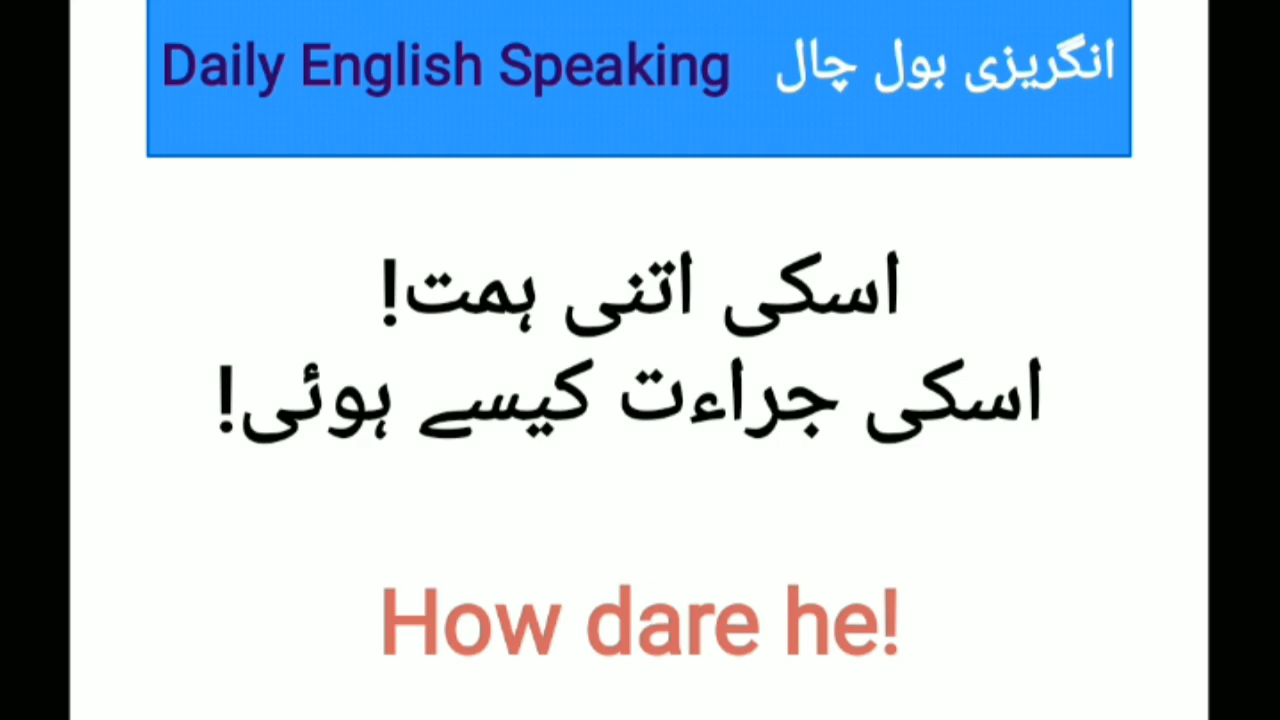 Daily English Speaking انگریزی بول چال
اسکی اتنی ہمت!
اسکی جراءت کیسے ہوئی!
How dare he!